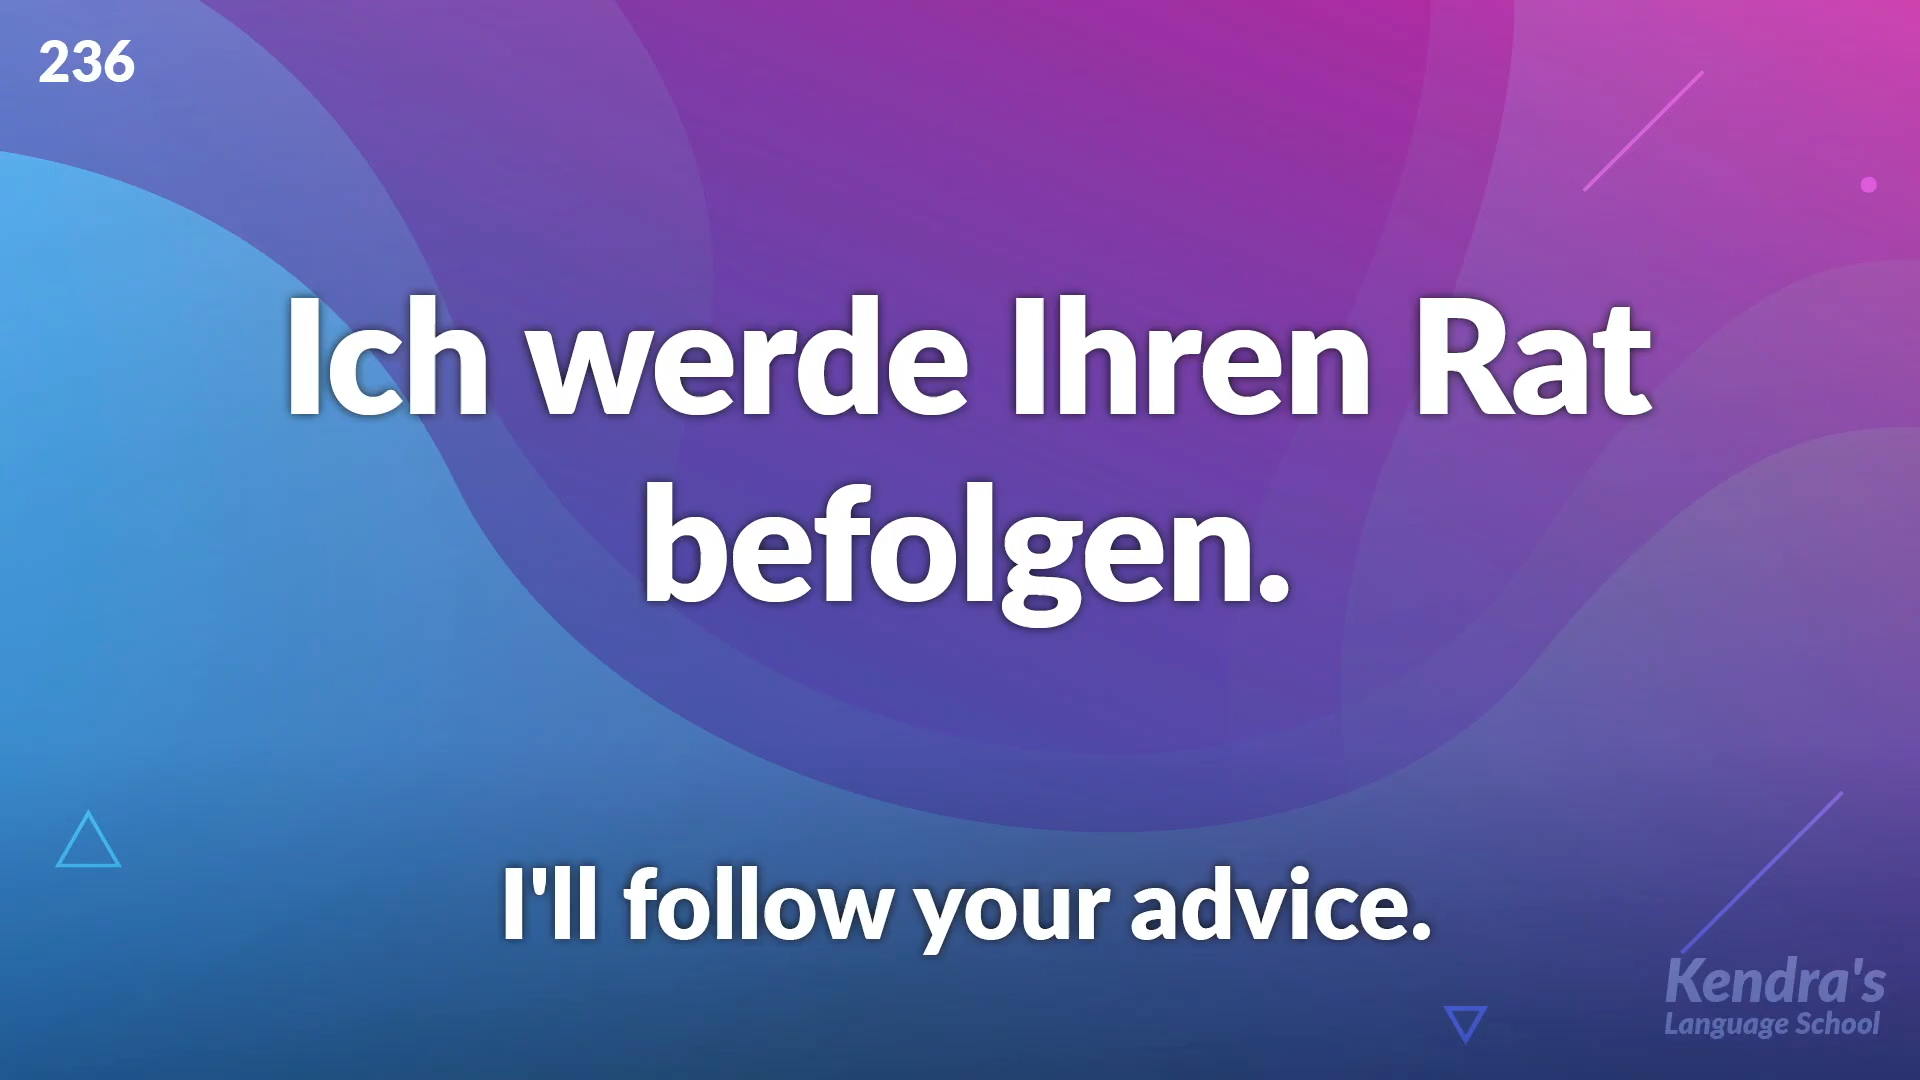 236
Ich werde Ihren Rat
befolgen.
I'll follow your advice.
Kendra's
Language School